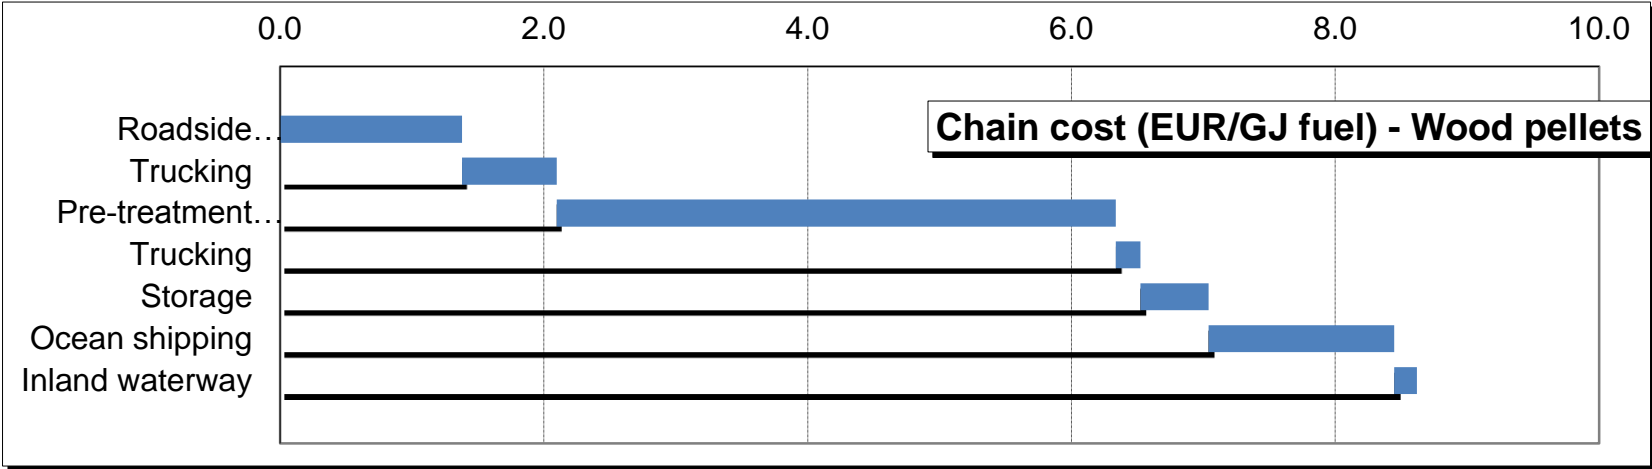 0.0 2.0 4.0 6.0 8.0 10.0
Chain cost (EUR/GJ fuel) - Wood pellets
Roadside…
Trucking
Pre-treatment…
Trucking
Storage
Ocean shipping
Inland waterway